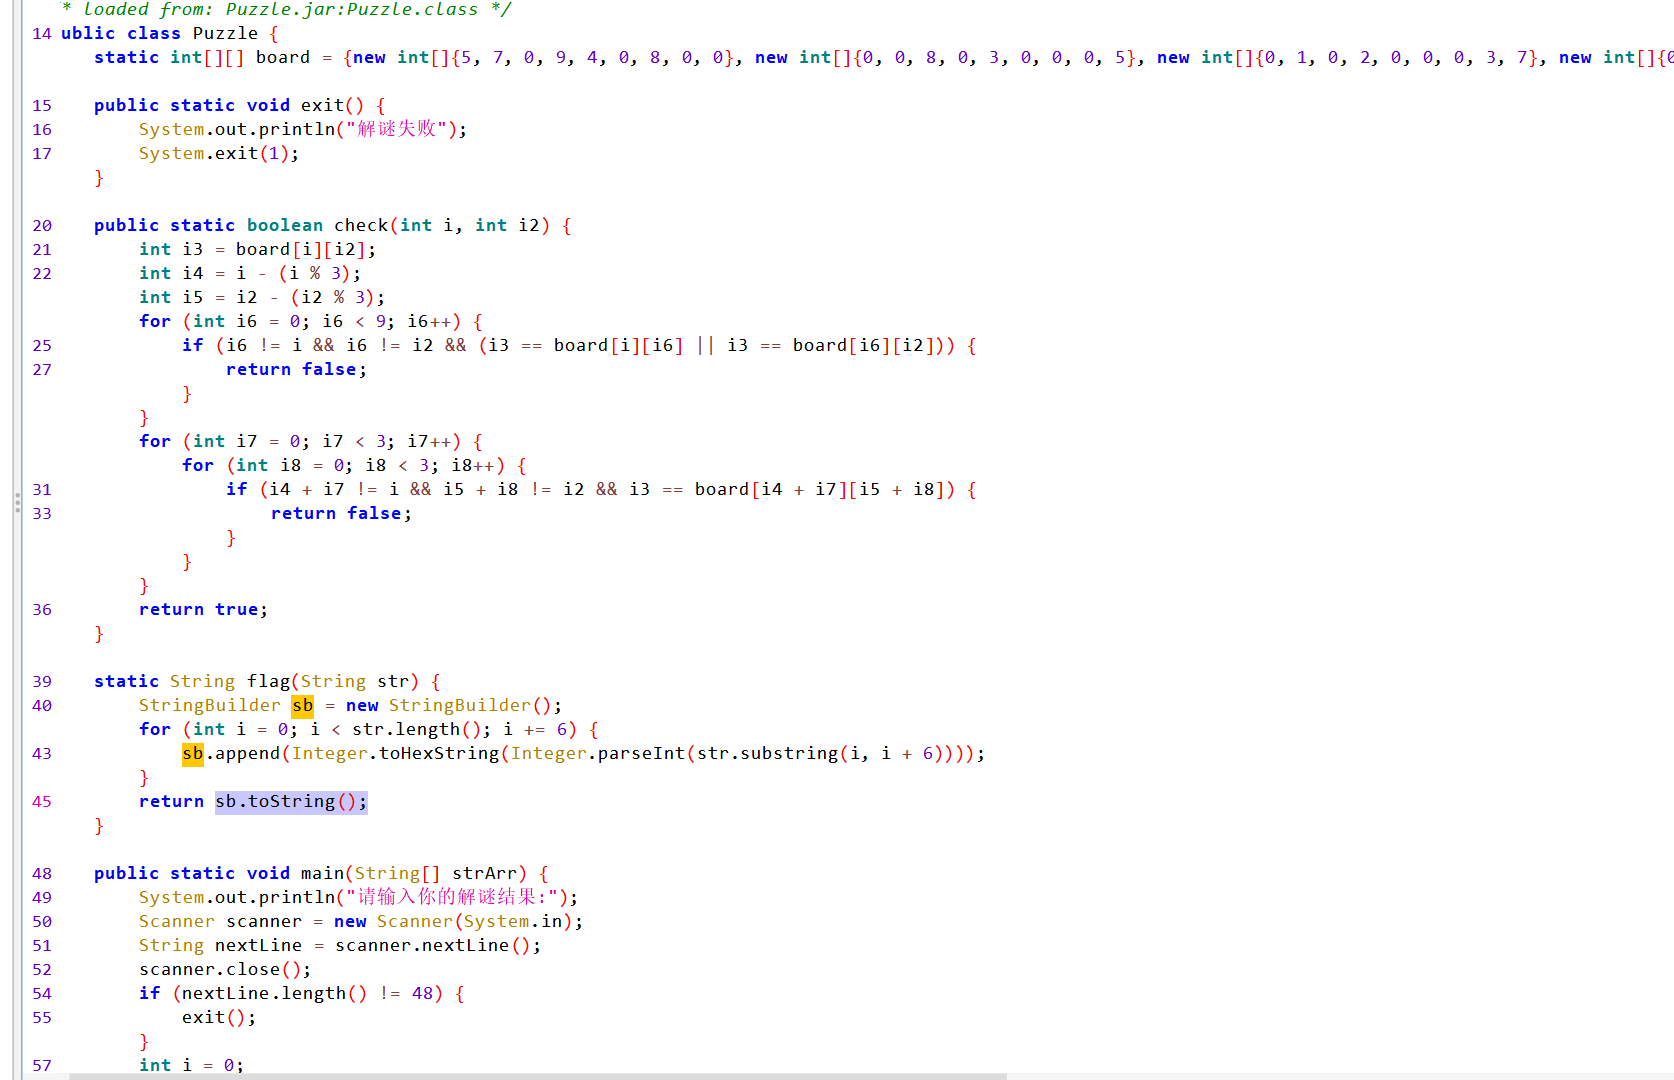 * loaded from: Puzzle.jar:Puzzle.class */
14 ublic class Puzzle {
static int[][] board = {new int[]{5, 7, 0, 9, 4, 0, 8, 0, 0}, new int[]{0, 0, 8, 0, 3, 0, 0, 0, 5}, new int[]{0, 1, 0, 2, 0, 0, 0, 3, 7}, new int[]{0
15 public static void exit() {
16 System.out.println("解谜失败");
17 System.exit(1);
}
20 public static boolean check(int i, int i2) {
21 int i3 = board[i][i2];
22 int i4 = i - (i % 3);
int i5 = i2 - (i2 % 3);
for (int i6 = 0; i6 < 9; i6++) {
25 if (i6 != i && i6 != i2 && (i3 == board[i][i6] || i3 == board[i6][i2])) {
27 return false;
}
}
for (int i7 = 0; i7 < 3; i7++) {
for (int i8 = 0; i8 < 3; i8++) {
31 if (i4 + i7 != i && i5 + i8 != i2 && i3 == board[i4 + i7][i5 + i8]) {
33 return false;
}
}
}
36 return true;
}
39 static String flag(String str) {
40 StringBuilder sb = new StringBuilder();
for (int i = 0; i < str.length(); i += 6) {
43 sb.append(Integer.toHexString(Integer.parseInt(str.substring(i, i + 6))));
}
45 return sb.toString();
}
48 public static void main(String[] strArr) {
49 System.out.println("请输入你的解谜结果:");
50 Scanner scanner = new Scanner(System.in);
51 String nextLine = scanner.nextLine();
52 scanner.close();
54 if (nextLine.length() != 48) {
55 exit();
}
57 int i = 0;